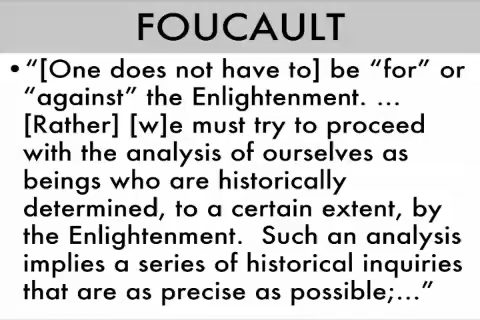 FOUCAULT
• “[One does not have to] be “for” or
“against” the Enlightenment. ...
[Rather] [w]e must try to proceed
with the analysis of ourselves as
beings who are historically
determined, to a certain extent, by
the Enlightenment.  Such an analysis
implies a series of historical inquiries
that are as precise as possible;...”